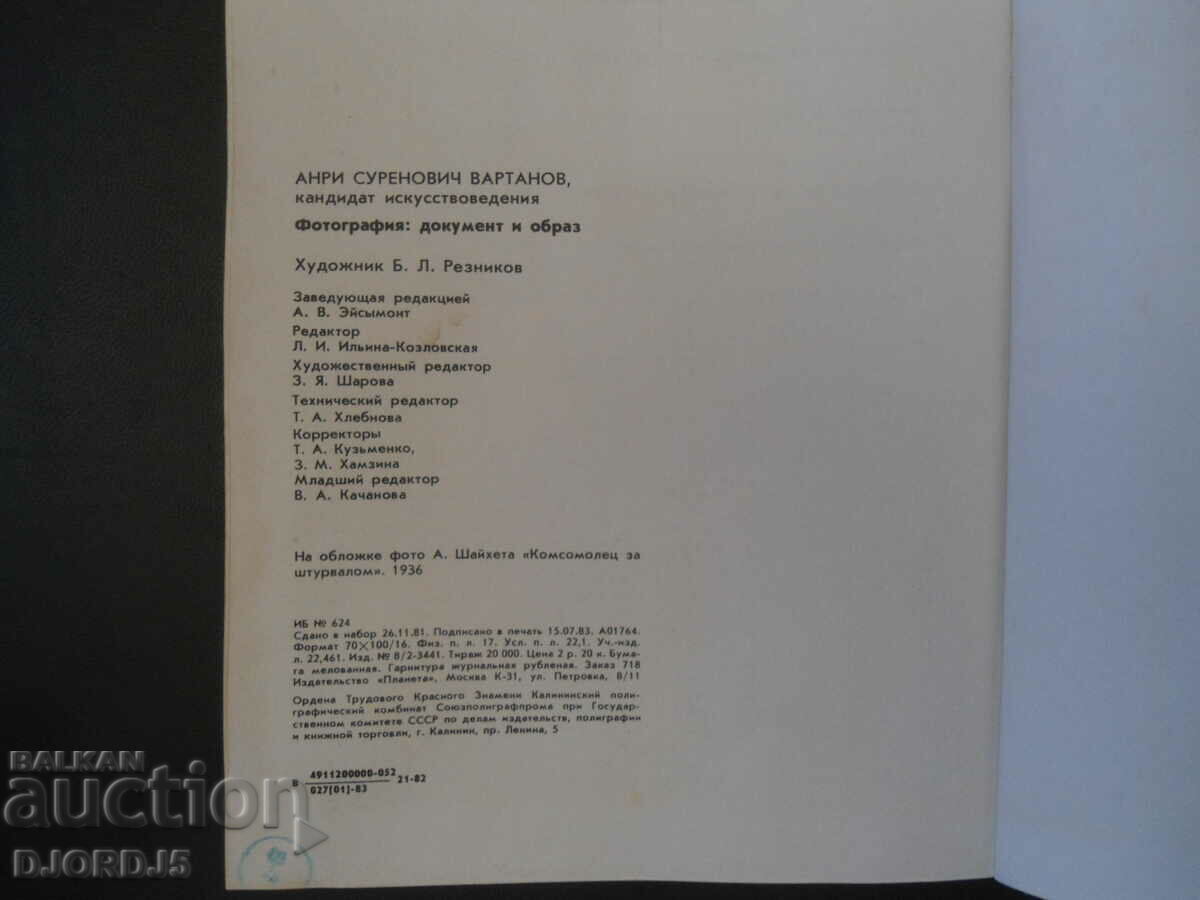 АНРИ СУРЕНОВИЧ ВАРТАНОВ,
кандидат искусствоведения
Фотография: документ и образ
Художник Б. Л. Резников
Заведующая редакцией
А. В. Эйсымонт
Редактор
Л. И. Ильина-Козловская
Художественный редактор
З. Я. Шарова
Технический редактор
Т. А. Хлебнова
Корректоры
Т. А. Кузьменко,
З. М. Хамзина
Младший редактор
В. А. Качанова
На обложке фото А. Шайхета «Комсомолец за
штурвалом». 1936
ИБ № 624
Сдано в набор 26.11.81. Подписано в печать 15.07.83. А01764.
Формат 70×100/16. Физ. п. л. 17. Усл. п. л. 22,1. Уч.-изд.
л. 22,461. Изд. № 8/2-3441. Тираж 20 000. Цена 2 р. 20 к. Бума-
га мелованная. Гарнитура журнальная рубленая. Заказ 718
Издательство «Планета», Москва К-31, ул. Петровка, 8/11
Ордена Трудового Красного Знамени Калининский поли-
графический комбинат Союзполиграфпрома при Государ-
ственном комитете СССР по делам издательств, полиграфии
и книжной торговли, г. Калинин, пр. Ленина, 5
В 4911200000-052 21-82
027[01]-83
BALKAN
auction
DJORDJ5